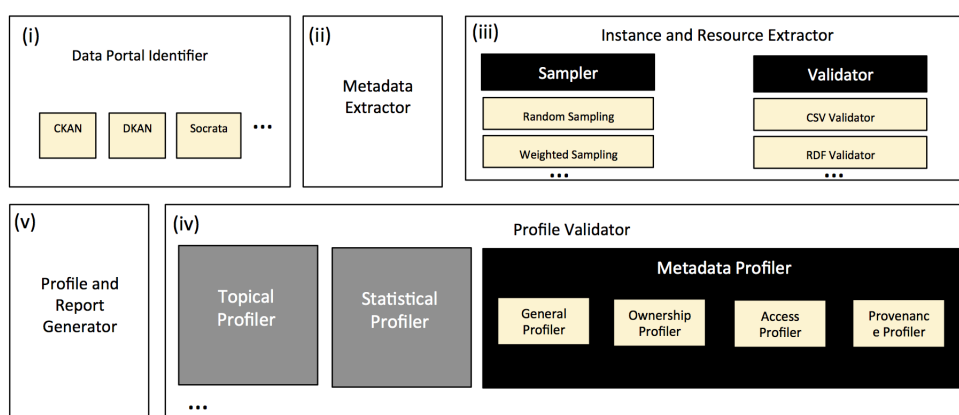 (i)
Data Portal Identifier
CKAN
DKAN
Socrata
...
(ii)
Metadata
Extractor
(iii)
Instance and Resource Extractor
Sampler
Random Sampling
Weighted Sampling
...
Validator
CSV Validator
RDF Validator
...
(v)
Profile and
Report
Generator
(iv)
Profile Validator
Topical
Profiler
...
Statistical
Profiler
Metadata Profiler
General
Profiler
Ownership
Profiler
Access
Profiler
Provenanc
e Profiler